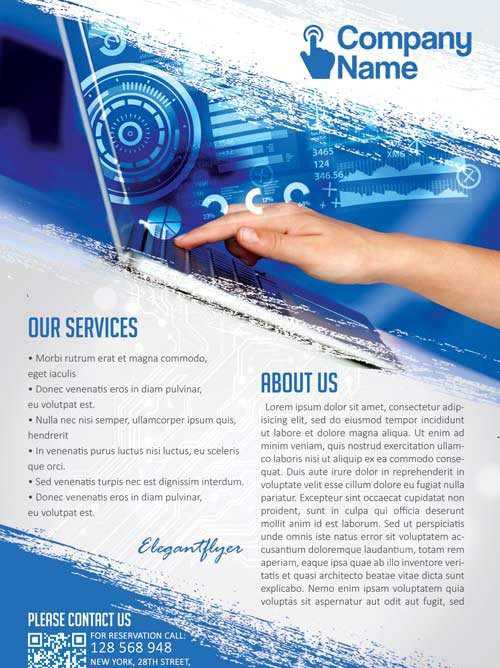 Company
Name
3465
124
346.56
XM6
OUR SERVICES
• Morbi rutrum erat et magna commodo,
eget iaculis
• Donec venenatis eros in diam pulvinar,
eu volutpat est.
• Nulla nec nisi semper, ullamcorper ipsum quis,
hendrerit
• In venenatis purus luctus nisi luctus, eu sceleris
que orci.
• Sed venenatis turpis nec est dignissim interdum.
• Donec venenatis eros in diam pulvinar,
eu volutpat est.
Elegantflyer
ABOUT US
Lorem ipsum dolor sit amet, consectetur adip-
iscing elit, sed do eiusmod tempor incididunt
ut labore et dolore magna aliqua. Ut enim ad
minim veniam, quis nostrud exercitation ullam-
co laboris nisi ut aliquip ex ea commodo conse-
quat. Duis aute irure dolor in reprehenderit in
voluptate velit esse cillum dolore eu fugiat nulla
pariatur. Excepteur sint occaecat cupidatat non
proident, sunt in culpa qui officia deserunt
mollit anim id est laborum. Sed ut perspiciatis
unde omnis iste natus error sit voluptatem ac-
cusantium doloremque laudantium, totam rem
aperiam, eaque ipsa quae ab illo inventore veri-
tatis et quasi architecto beatae vitae dicta sunt
explicabo. Nemo enim ipsam voluptatem quia
voluptás sit aspernatur aut odit aut fugit, sed
PLEASE CONTACT US
FOR RESERVATION CALL:
128 568 948
NEW YORK, 28TH STREET,